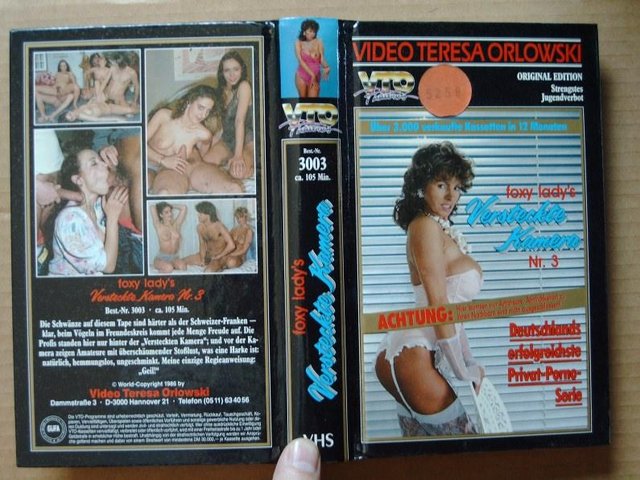 foxy lady's
Versteckte Kamera Nr. 3
Best.-Nr. 3003 - ca. 105 Min.
Die Schwänze auf diesem Tape sind härter als der Schweizer-Franken –
klar, beim Vögeln im Freundeskreis kommt jede Menge Freude auf. Die
Profis standen hier nur hinter der „Versteckten Kamera“; und vor der Ka-
mera zeigen Amateure mit überschäumender Stoßlust, was eine Harke ist:
natürlich, hemmungslos, ungeschminkt. Meine einzige Regieanweisung:
„Geil!“
© World-Copyright 1986 by
Video Teresa Orlowski
Dammstraße 3 · D-3000 Hannover 21 · Telefon (0511) 63 40 56
GUFA
VTO
Best.-Nr.
3003
ca. 105 Min.
foxy lady's
Versteckte Kamera
VHS
VIDEO TERESA ORLOWSKI
VTO
ORIGINAL EDITION
Strengstes
Jugendverbot
5258
Über 3.000 verkaufte Kassetten in 12 Monaten
foxy lady's
Versteckte
Kamera
Nr. 3
ACHTUNG:
Deutschlands
erfolgreichste
Privat-Porno-
Serie